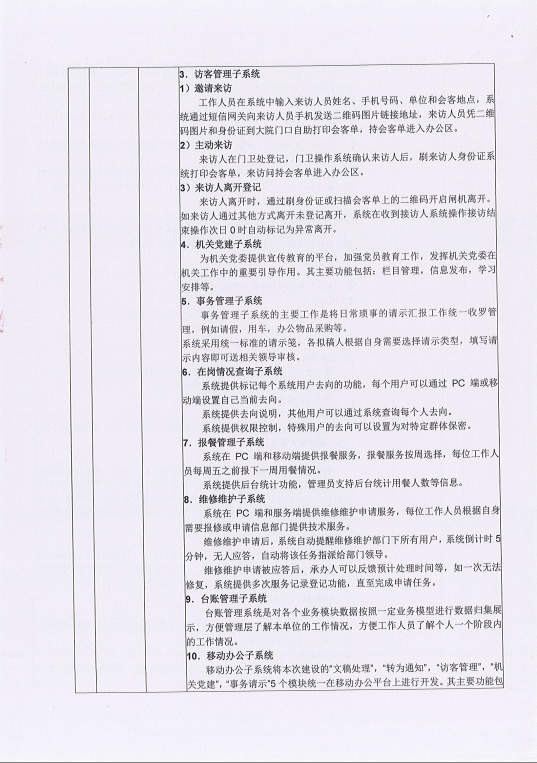 3．访客管理子系统
1）邀请来访
工作人员在系统中输入来访人员姓名、手机号码、单位和会客地点，系
统通过短信网关向来访人员手机发送二维码图片链接地址，来访人员凭二维
码图片和身份证到大院门口自助打印会客单，持会客单进入办公区。
2）主动来访
来访人在门卫处登记，门卫操作系统确认来访人后，刷来访人身份证系
统打印会客单，来访问持会客单进入办公区。
3）来访人离开登记
来访人离开时，通过刷身份证或扫描会客单上的二维码开启闸机离开。
如来访人通过其他方式离开未登记离开，系统在收到接访人系统操作接访结
束操作次日 0 时自动标记为异常离开。
4．机关党建子系统
为机关党委提供宣传教育的平台，加强党员教育工作，发挥机关党委在
机关工作中的重要引导作用。其主要功能包括：栏目管理，信息发布，学习
安排等。
5．事务管理子系统
事务管理子系统的主要工作是将日常琐事的请示汇报工作统一收罗管
理，例如请假，用车，办公物品采购等。
系统采用统一标准的请示笺，各拟稿人根据自身需要选择请示类型，填写请
示内容即可送相关领导审核。
6．在岗情况查询子系统
系统提供标记每个系统用户去向的功能，每个用户可以通过 PC 端或移
动端设置自己当前去向。
系统提供去向说明，其他用户可以通过系统查询每个人去向。
系统提供权限控制，特殊用户的去向可以设置为对特定群体保密。
7．报餐管理子系统
系统在 PC 端和移动端提供报餐服务，报餐服务按周选择，每位工作人
员每周五之前报下一周用餐情况。
系统提供后台统计功能，管理员支持后台统计用餐人数等信息。
8．维修维护子系统
系统在 PC 端和服务端提供维修维护申请服务，每位工作人员根据自身
需要报修或申请信息部门提供技术服务。
维修维护申请后，系统自动提醒维修维护部门下所有用户，系统倒计时 5
分钟，无人应答，自动将该任务指派给部门领导。
维修维护申请被应答后，承办人可以反馈预计处理时间等，如一次无法
修复，系统提供多次服务记录登记功能，直至完成申请任务。
9．台账管理子系统
台账管理系统是对各个业务模块数据按照一定业务模型进行数据归集展
示，方便管理层了解本单位的工作情况，方便工作人员了解个人一个阶段内
的工作情况。
10．移动办公子系统
移动办公子系统将本次建设的“文稿处理”，“转为通知”，“访客管理”，“机
关党建”，“事务请示”5 个模块统一在移动办公平台上进行开发。其主要功能包